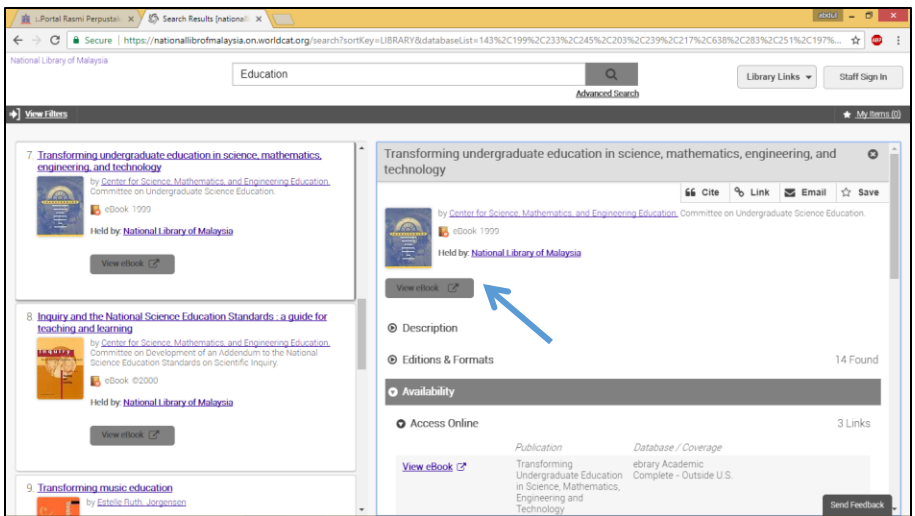 u.Portal Rasmi Perpustak
Search Results [national
abdul
Secure | https://nationallibrofmalaysia.on.worldcat.org/search?sortKey=LIBRARY&databaseList=143%2C199%2C233%2C245%2C203%2C239%2C217%2C638%2C283%2C251%2C197%...
ABP
National Library of Malaysia
Education
Advanced Search
Library Links
Staff Sign In
View Filters
My Items (0)
7. Transforming undergraduate education in science, mathematics,
engineering, and technology
by Center for Science, Mathematics, and Engineering Education.
Committee on Undergraduate Science Education.
eBook 1999
Held by: National Library of Malaysia
View eBook
8. Inquiry and the National Science Education Standards : a guide for
teaching and learning
by Center for Science, Mathematics, and Engineering Education.
Committee on Development of an Addendum to the National
Science Education Standards on Scientific Inquiry.
INQUIRY
eBook ©2000
Held by: National Library of Malaysia
View eBook
9. Transforming music education
by Estelle Ruth. Jorgensen
Transforming undergraduate education in science, mathematics, engineering, and
technology
Cite
Link
Email
Save
by Center for Science, Mathematics, and Engineering Education. Committee on Undergraduate Science Education.
eBook 1999
Held by: National Library of Malaysia
View eBook
Description
Editions & Formats
14 Found
Availability
Access Online
3 Links
Publication
Database / Coverage
View eBook
Transforming
Undergraduate Education
in Science, Mathematics,
Engineering and
Technology
ebrary Academic
Complete - Outside U.S.
Send Feedback